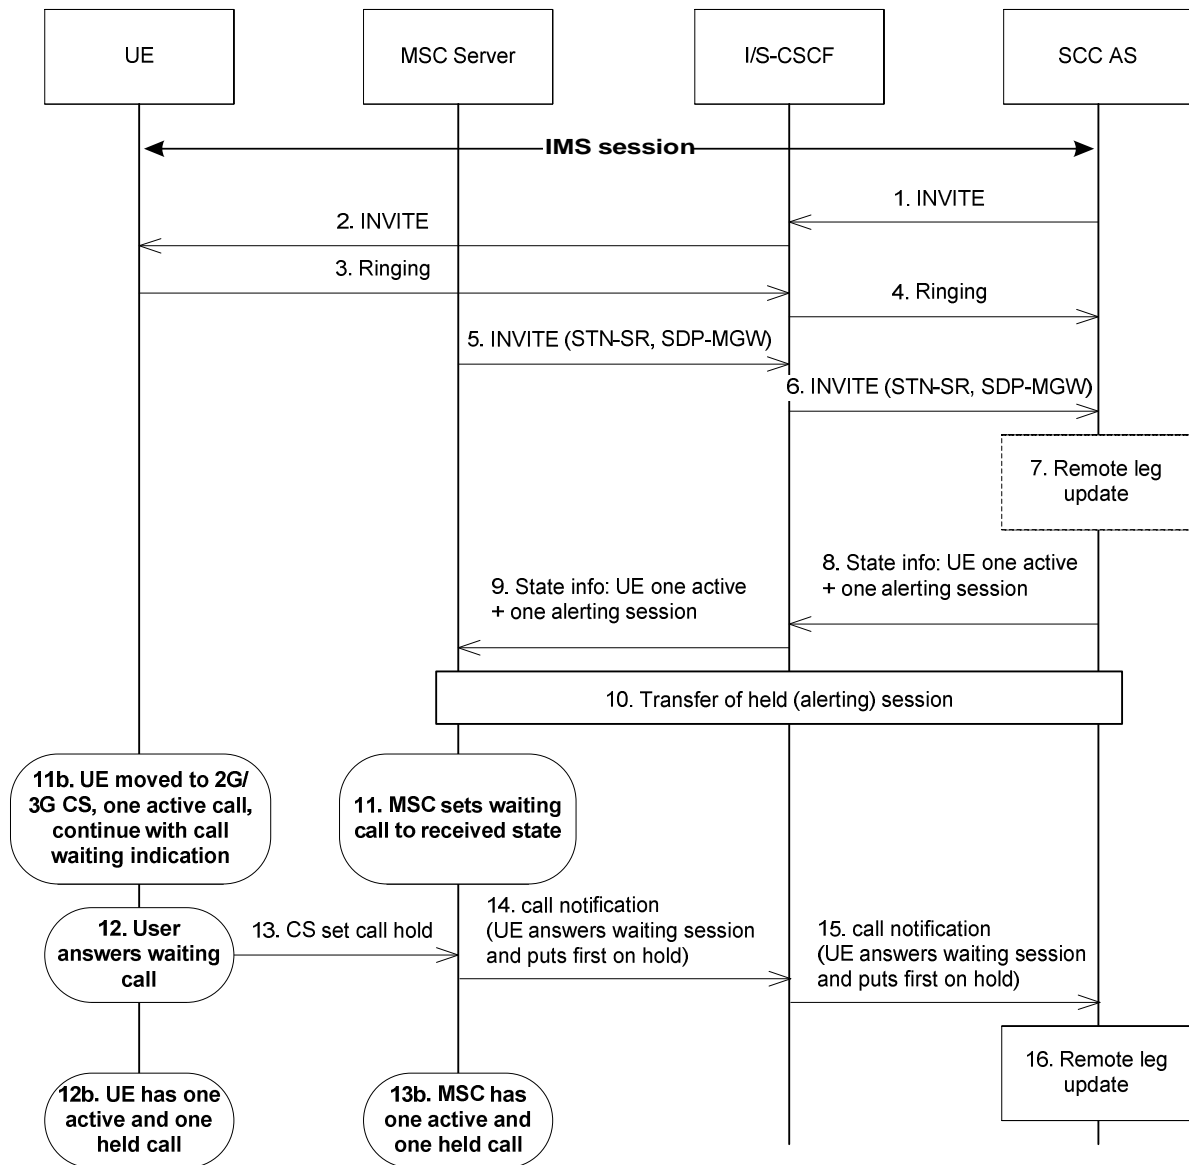 UE
MSC Server
I/S-CSCF
SCC AS
IMS session
1. INVITE
2. INVITE
3. Ringing
4. Ringing
5. INVITE (STN-SR, SDP-MGW)
6. INVITE (STN-SR, SDP-MGW)
7. Remote leg
update
8. State info: UE one active
+ one alerting session
9. State info: UE one active
+ one alerting session
10. Transfer of held (alerting) session
11b. UE moved to 2G/
3G CS, one active call,
continue with call
waiting indication
11. MSC sets waiting
call to received state
12. User
answers waiting
call
13. CS set call hold
14. call notification
(UE answers waiting session
and puts first on hold)
15. call notification
(UE answers waiting session
and puts first on hold)
16. Remote leg
update
12b. UE has one
active and one
held call
13b. MSC has
one active and
one held call